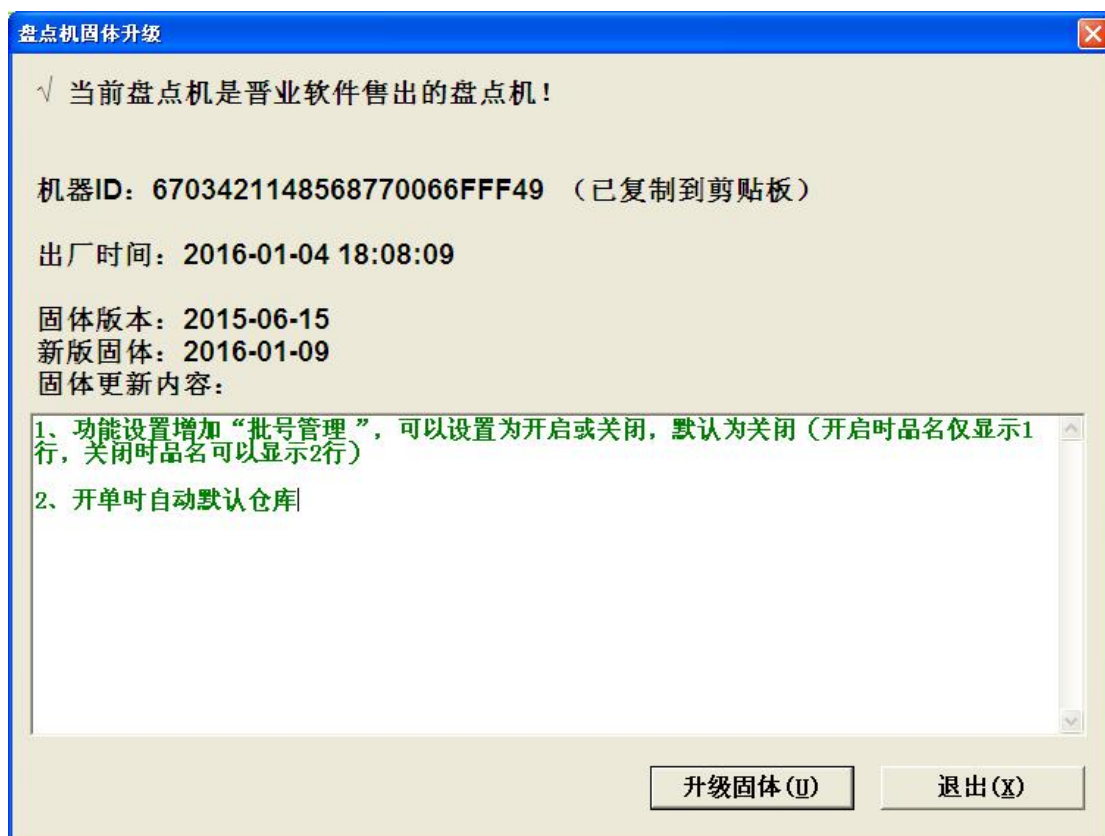 盘点机固体升级
√ 当前盘点机是晋业软件售出的盘点机！
机器ID：6703421148568770066FFF49 （已复制到剪贴板）
出厂时间：2016-01-04 18:08:09
固体版本：2015-06-15
新版固体：2016-01-09
固体更新内容：
1、功能设置增加“批号管理 ”，可以设置为开启或关闭，默认为关闭（开启时品名仅显示1
行，关闭时品名可以显示2行）
2、开单时自动默认仓库
升级固体(U) 退出(X)